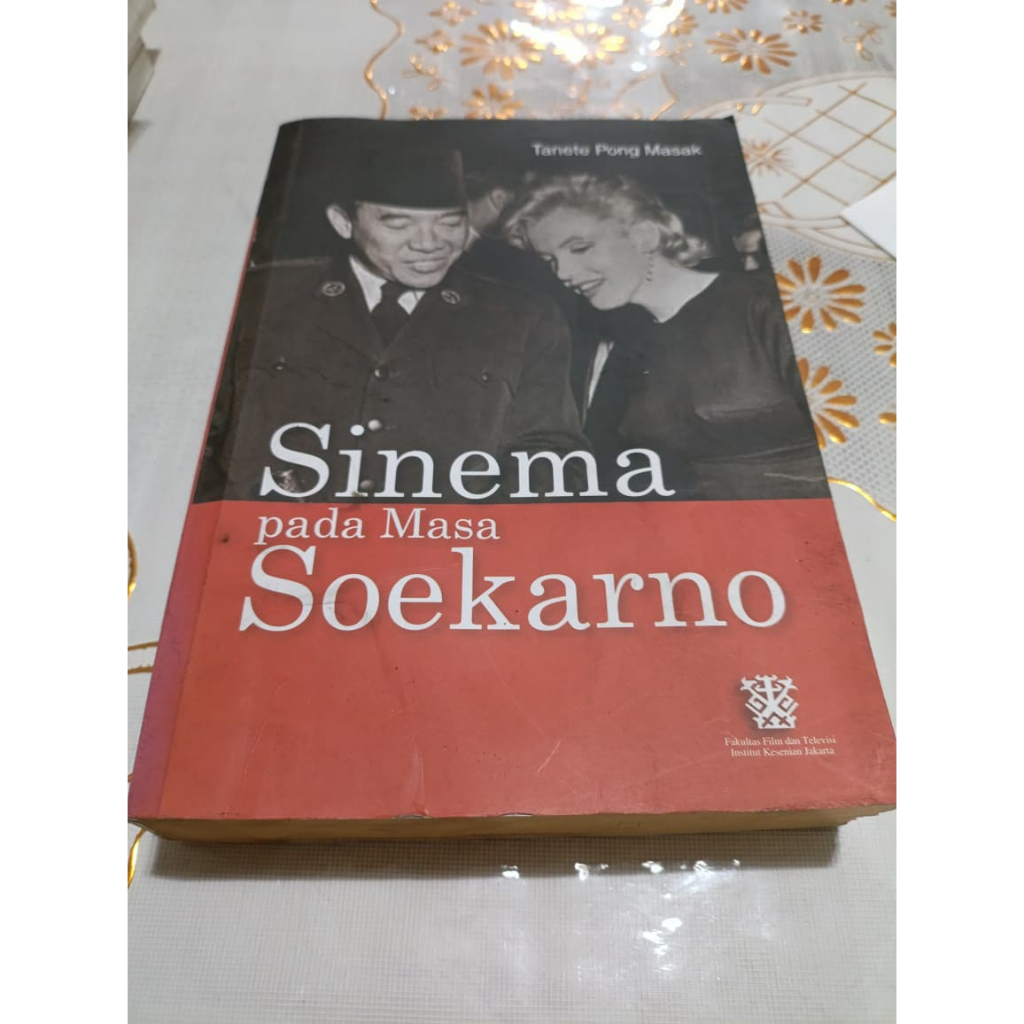 Tanete Pong Masak
Sinema
pada Masa
Soekarno
Fakultas Film dan Televisi
Institut Kesenian Jakarta